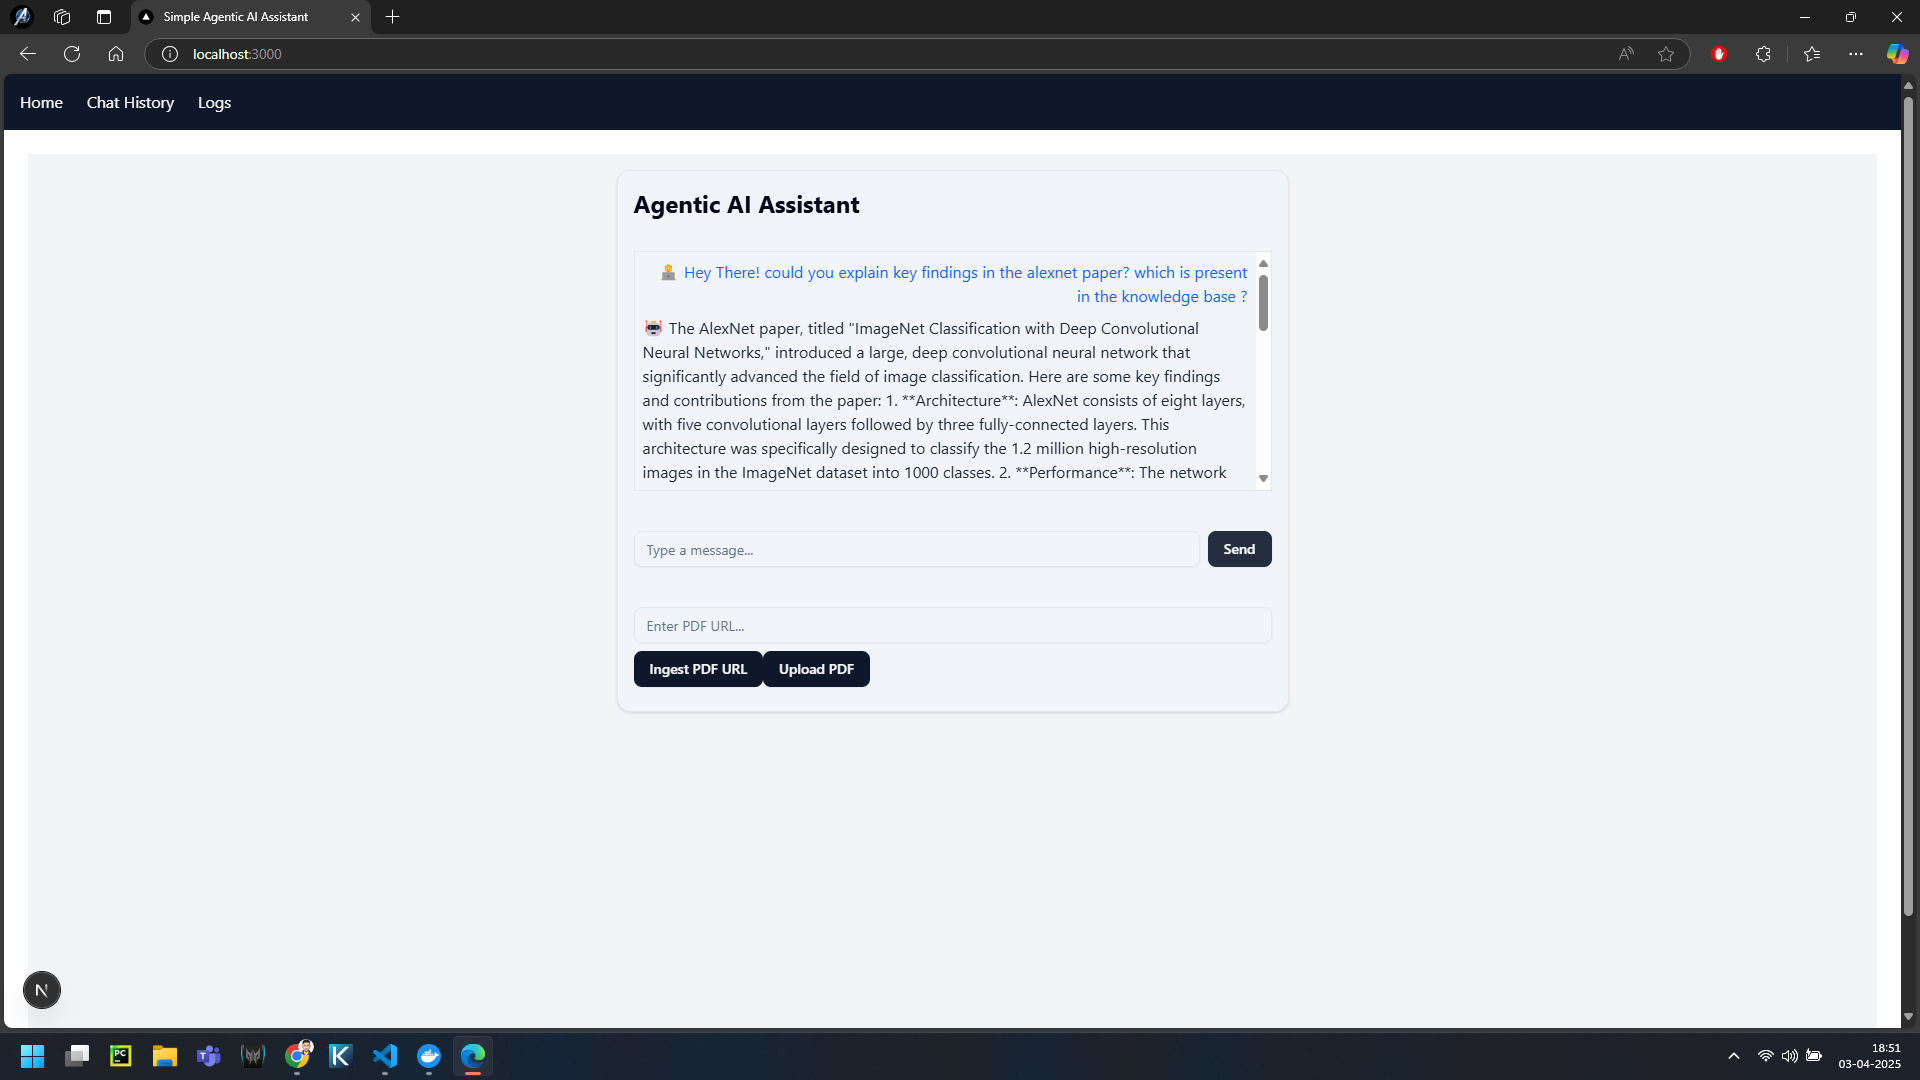 Simple Agentic AI Assistant
localhost:3000
Home Chat History Logs
Agentic AI Assistant
Hey There! could you explain key findings in the alexnet paper? which is present
in the knowledge base ?
The AlexNet paper, titled "ImageNet Classification with Deep Convolutional
Neural Networks," introduced a large, deep convolutional neural network that
significantly advanced the field of image classification. Here are some key findings
and contributions from the paper: 1. **Architecture**: AlexNet consists of eight layers,
with five convolutional layers followed by three fully-connected layers. This
architecture was specifically designed to classify the 1.2 million high-resolution
images in the ImageNet dataset into 1000 classes. 2. **Performance**: The network
Type a message...
Send
Enter PDF URL...
Ingest PDF URL Upload PDF
N
PC
T
K
18:51
03-04-2025